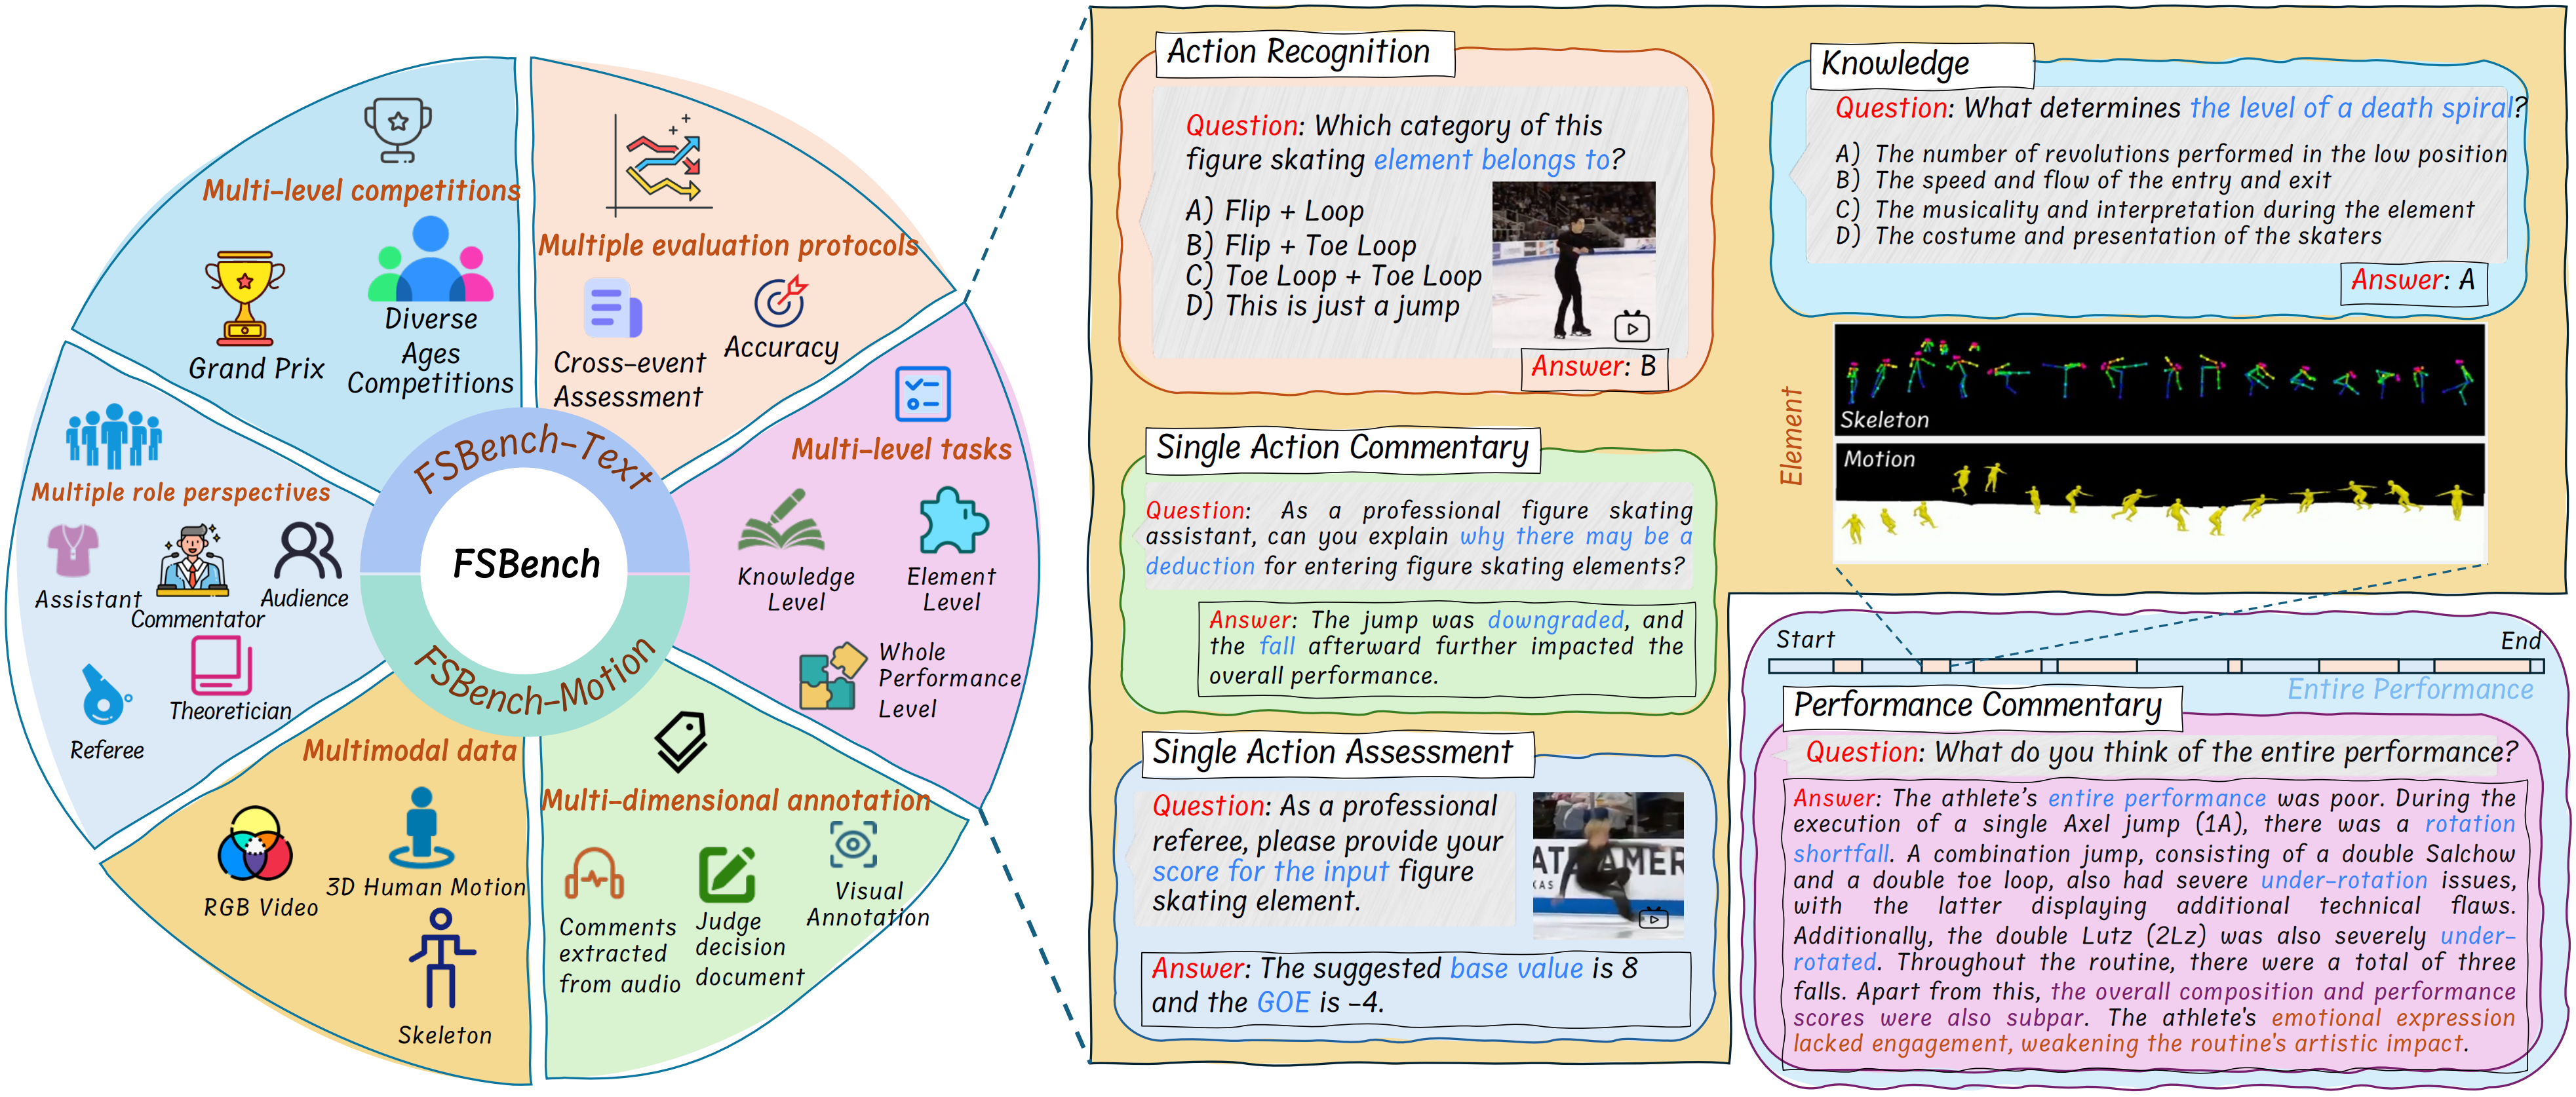 Multi-level competitions
Grand Prix
Diverse
Ages
Competitions
Multiple evaluation protocols
Cross-event
Assessment
Accuracy
Multi-level tasks
Knowledge
Level
Element
Level
Whole
Performance
Level
Multiple role perspectives
Assistant
Commentator
Audience
Referee
Theoretician
Multimodal data
RGB Video
3D Human Motion
Skeleton
Multi-dimensional annotation
Comments
extracted
from audio
Judge
decision
document
Visual
Annotation
FSBench-Text
FSBench
FSBench-Motion
Action Recognition
Question: Which category of this
figure skating element belongs to?
A) Flip + Loop
B) Flip + Toe Loop
C) Toe Loop + Toe Loop
D) This is just a jump
Answer: B
Single Action Commentary
Question: As a professional figure skating
assistant, can you explain why there may be a
deduction for entering figure skating elements?
Answer: The jump was downgraded, and
the fall afterward further impacted the
overall performance.
Single Action Assessment
Question: As a professional
referee, please provide your
score for the input figure
skating element.
ATE AMER
XAS
Answer: The suggested base value is 8
and the GOE is -4.
Knowledge
Question: What determines the level of a death spiral?
A) The number of revolutions performed in the low position
B) The speed and flow of the entry and exit
C) The musicality and interpretation during the element
D) The costume and presentation of the skaters
Answer: A
Element
Skeleton
Motion
Start
End
Entire Performance
Performance Commentary
Question: What do you think of the entire performance?
Answer: The athlete's entire performance was poor. During the
execution of a single Axel jump (1A), there was a rotation
shortfall. A combination jump, consisting of a double Salchow
and a double toe loop, also had severe under-rotation issues,
with the latter displaying additional technical flaws.
Additionally, the double Lutz (2Lz) was also severely under-
rotated. Throughout the routine, there were a total of three
falls. Apart from this, the overall composition and performance
scores were also subpar. The athlete's emotional expression
lacked engagement, weakening the routine's artistic impact.